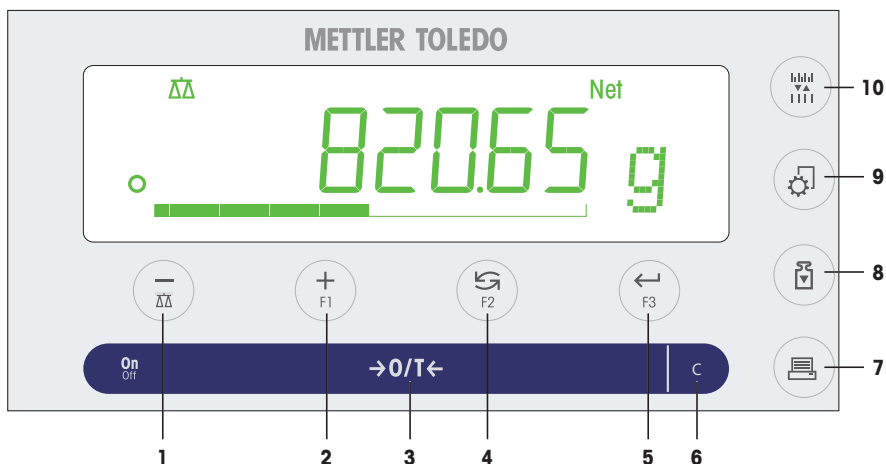 METTLER TOLEDO
Net
820.65 g
10
9
8
F1
F2
F3
On
Off
→0/T←
C
7
1
2
3
4
5
6